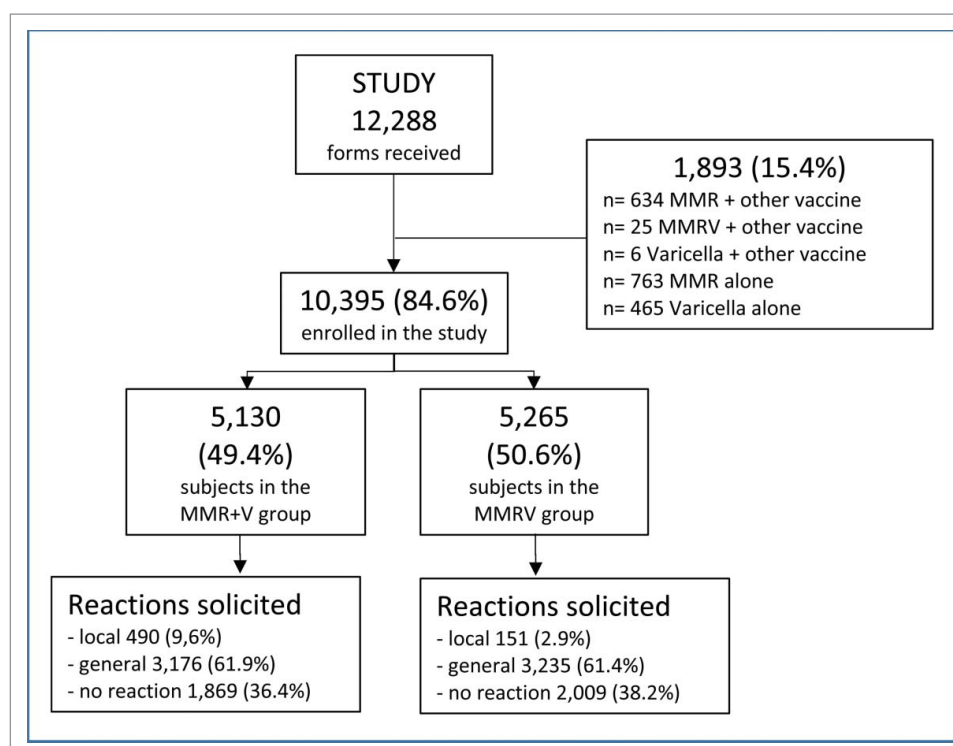 STUDY
12,288
forms received
1,893 (15.4%)
n= 634 MMR + other vaccine
n= 25 MMRV + other vaccine
n= 6 Varicella + other vaccine
n= 763 MMR alone
n= 465 Varicella alone
10,395 (84.6%)
enrolled in the study
5,130
(49.4%)
subjects in the
MMR+V group
5,265
(50.6%)
subjects in the
MMRV group
Reactions solicited
- local 490 (9,6%)
- general 3,176 (61.9%)
- no reaction 1,869 (36.4%)
Reactions solicited
- local 151 (2.9%)
- general 3,235 (61.4%)
- no reaction 2,009 (38.2%)